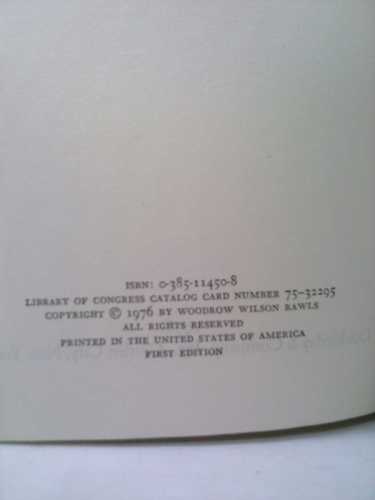 ISBN: 0-385-11450-8
LIBRARY OF CONGRESS CATALOG CARD NUMBER 75-32295
COPYRIGHT © 1976 BY WOODROW WILSON RAWLS
ALL RIGHTS RESERVED
PRINTED IN THE UNITED STATES OF AMERICA
FIRST EDITION